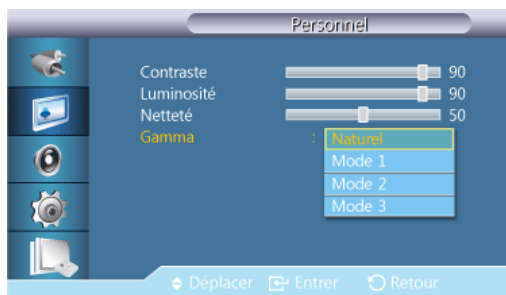 Personnel
Contraste 90
Luminosité 90
Netteté 50
Gamma : Naturel
Mode 1
Mode 2
Mode 3
Déplacer Entrer Retour